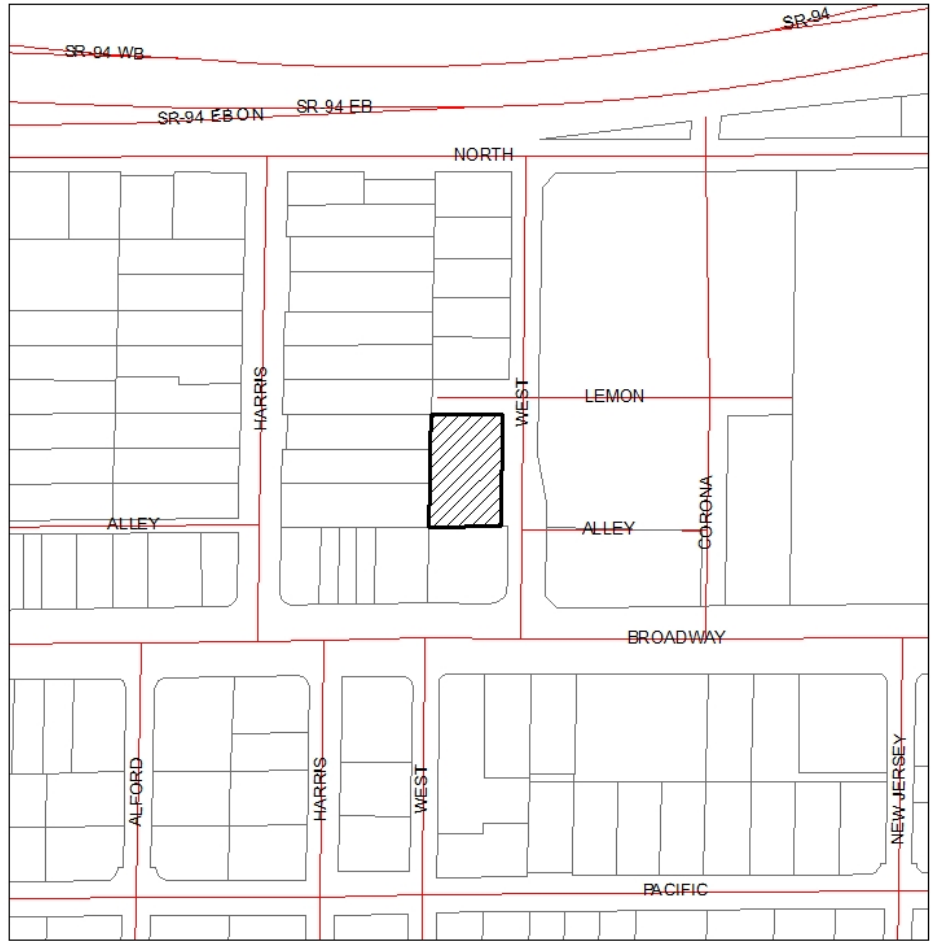 SR-94
SR-94 WB
SR-94 EB
SR-94 EB ON
NORTH
HARRIS
WEST
LEMON
CORONA
ALLEY
ALLEY
BROADWAY
ALFORD
HARRIS
WEST
NEW JERSEY
PACIFIC